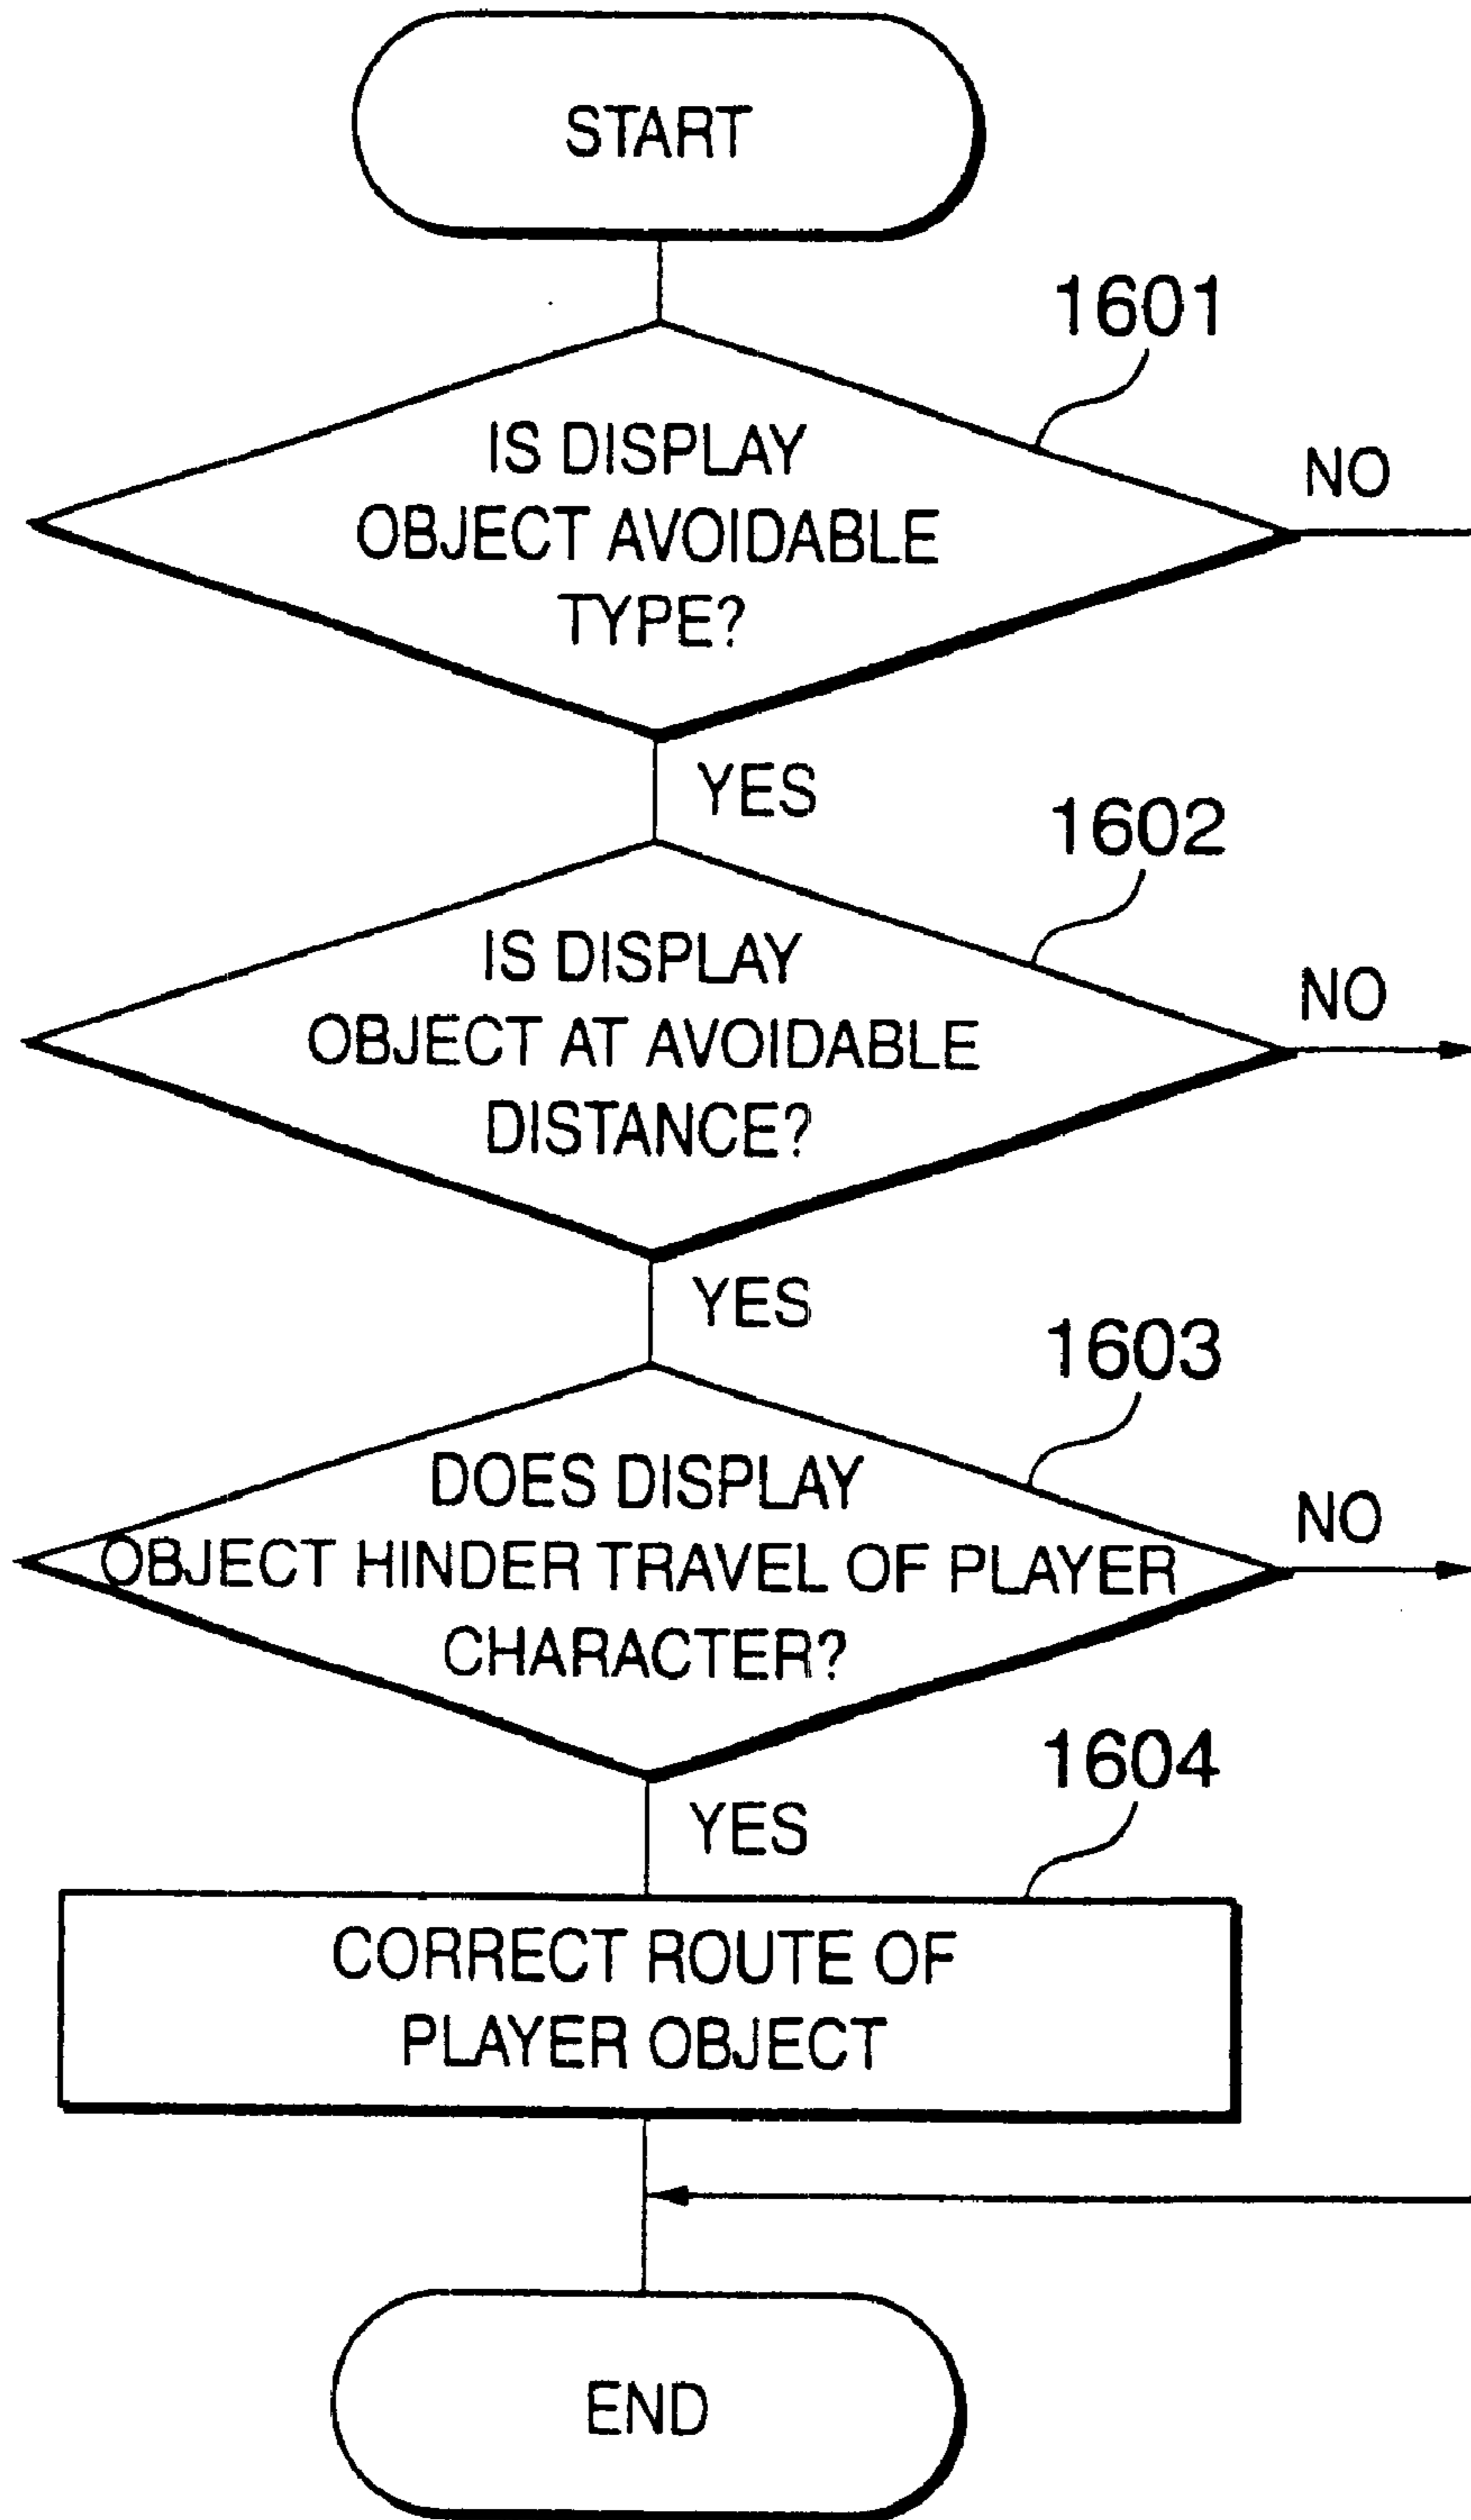 START
1601
IS DISPLAY
OBJECT AVOIDABLE
TYPE?
NO
YES
1602
IS DISPLAY
OBJECT AT AVOIDABLE
DISTANCE?
NO
YES
1603
DOES DISPLAY
OBJECT HINDER TRAVEL OF PLAYER
CHARACTER?
NO
YES
1604
CORRECT ROUTE OF
PLAYER OBJECT
END